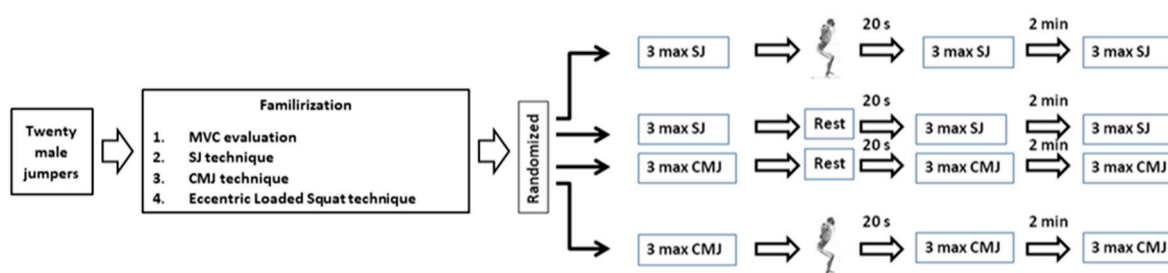 Twenty
male
jumpers
Familirization
1. MVC evaluation
2. SJ technique
3. CMJ technique
4. Eccentric Loaded Squat technique
Randomized
3 max SJ
20 s
3 max SJ
2 min
3 max SJ
3 max SJ
Rest
20 s
3 max SJ
2 min
3 max SJ
3 max CMJ
Rest
20 s
3 max CMJ
2 min
3 max CMJ
3 max CMJ
20 s
3 max CMJ
2 min
3 max CMJ